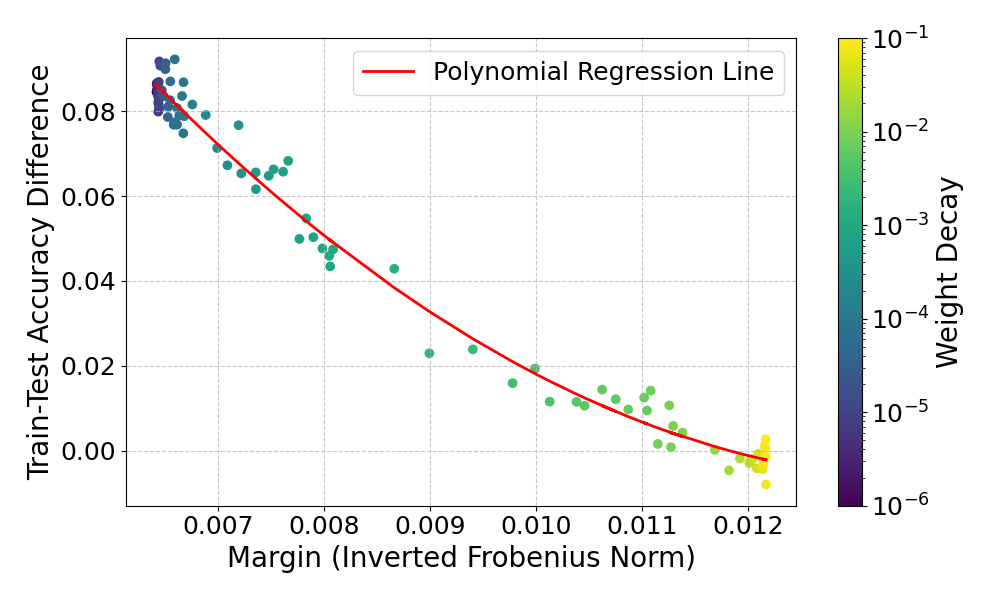 Polynomial Regression Line
Train-Test Accuracy Difference
0.08
0.06
0.04
0.02
0.00
0.007 0.008 0.009 0.010 0.011 0.012
Margin (Inverted Frobenius Norm)
10⁻¹
10⁻²
10⁻³
10⁻⁴
10⁻⁵
10⁻⁶
Weight Decay